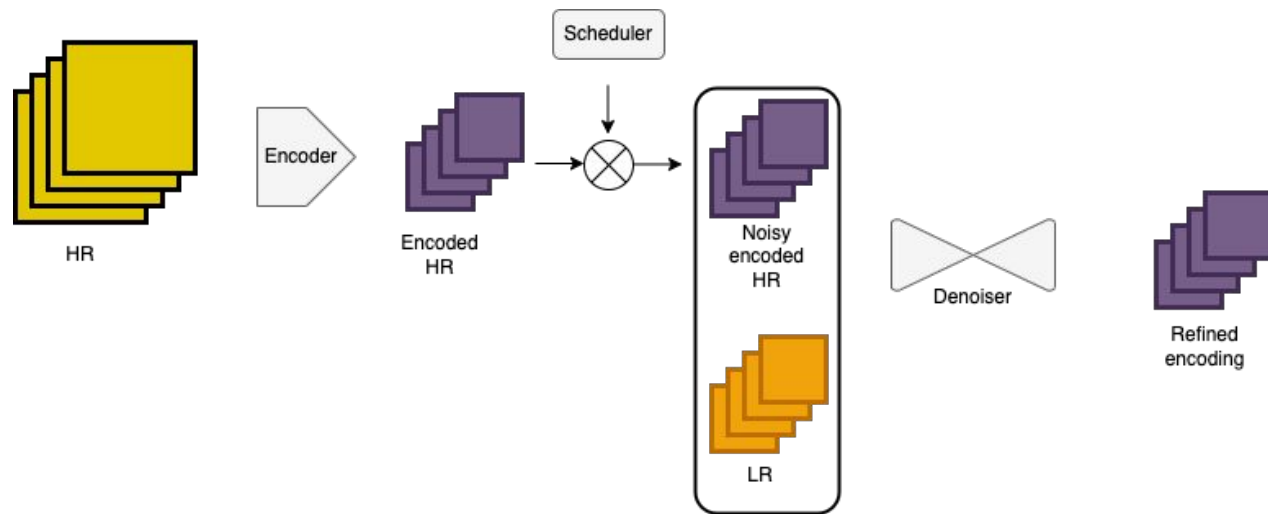 Scheduler
Encoder
HR
Encoded
HR
Noisy
encoded
HR
Denoiser
Refined
encoding
LR